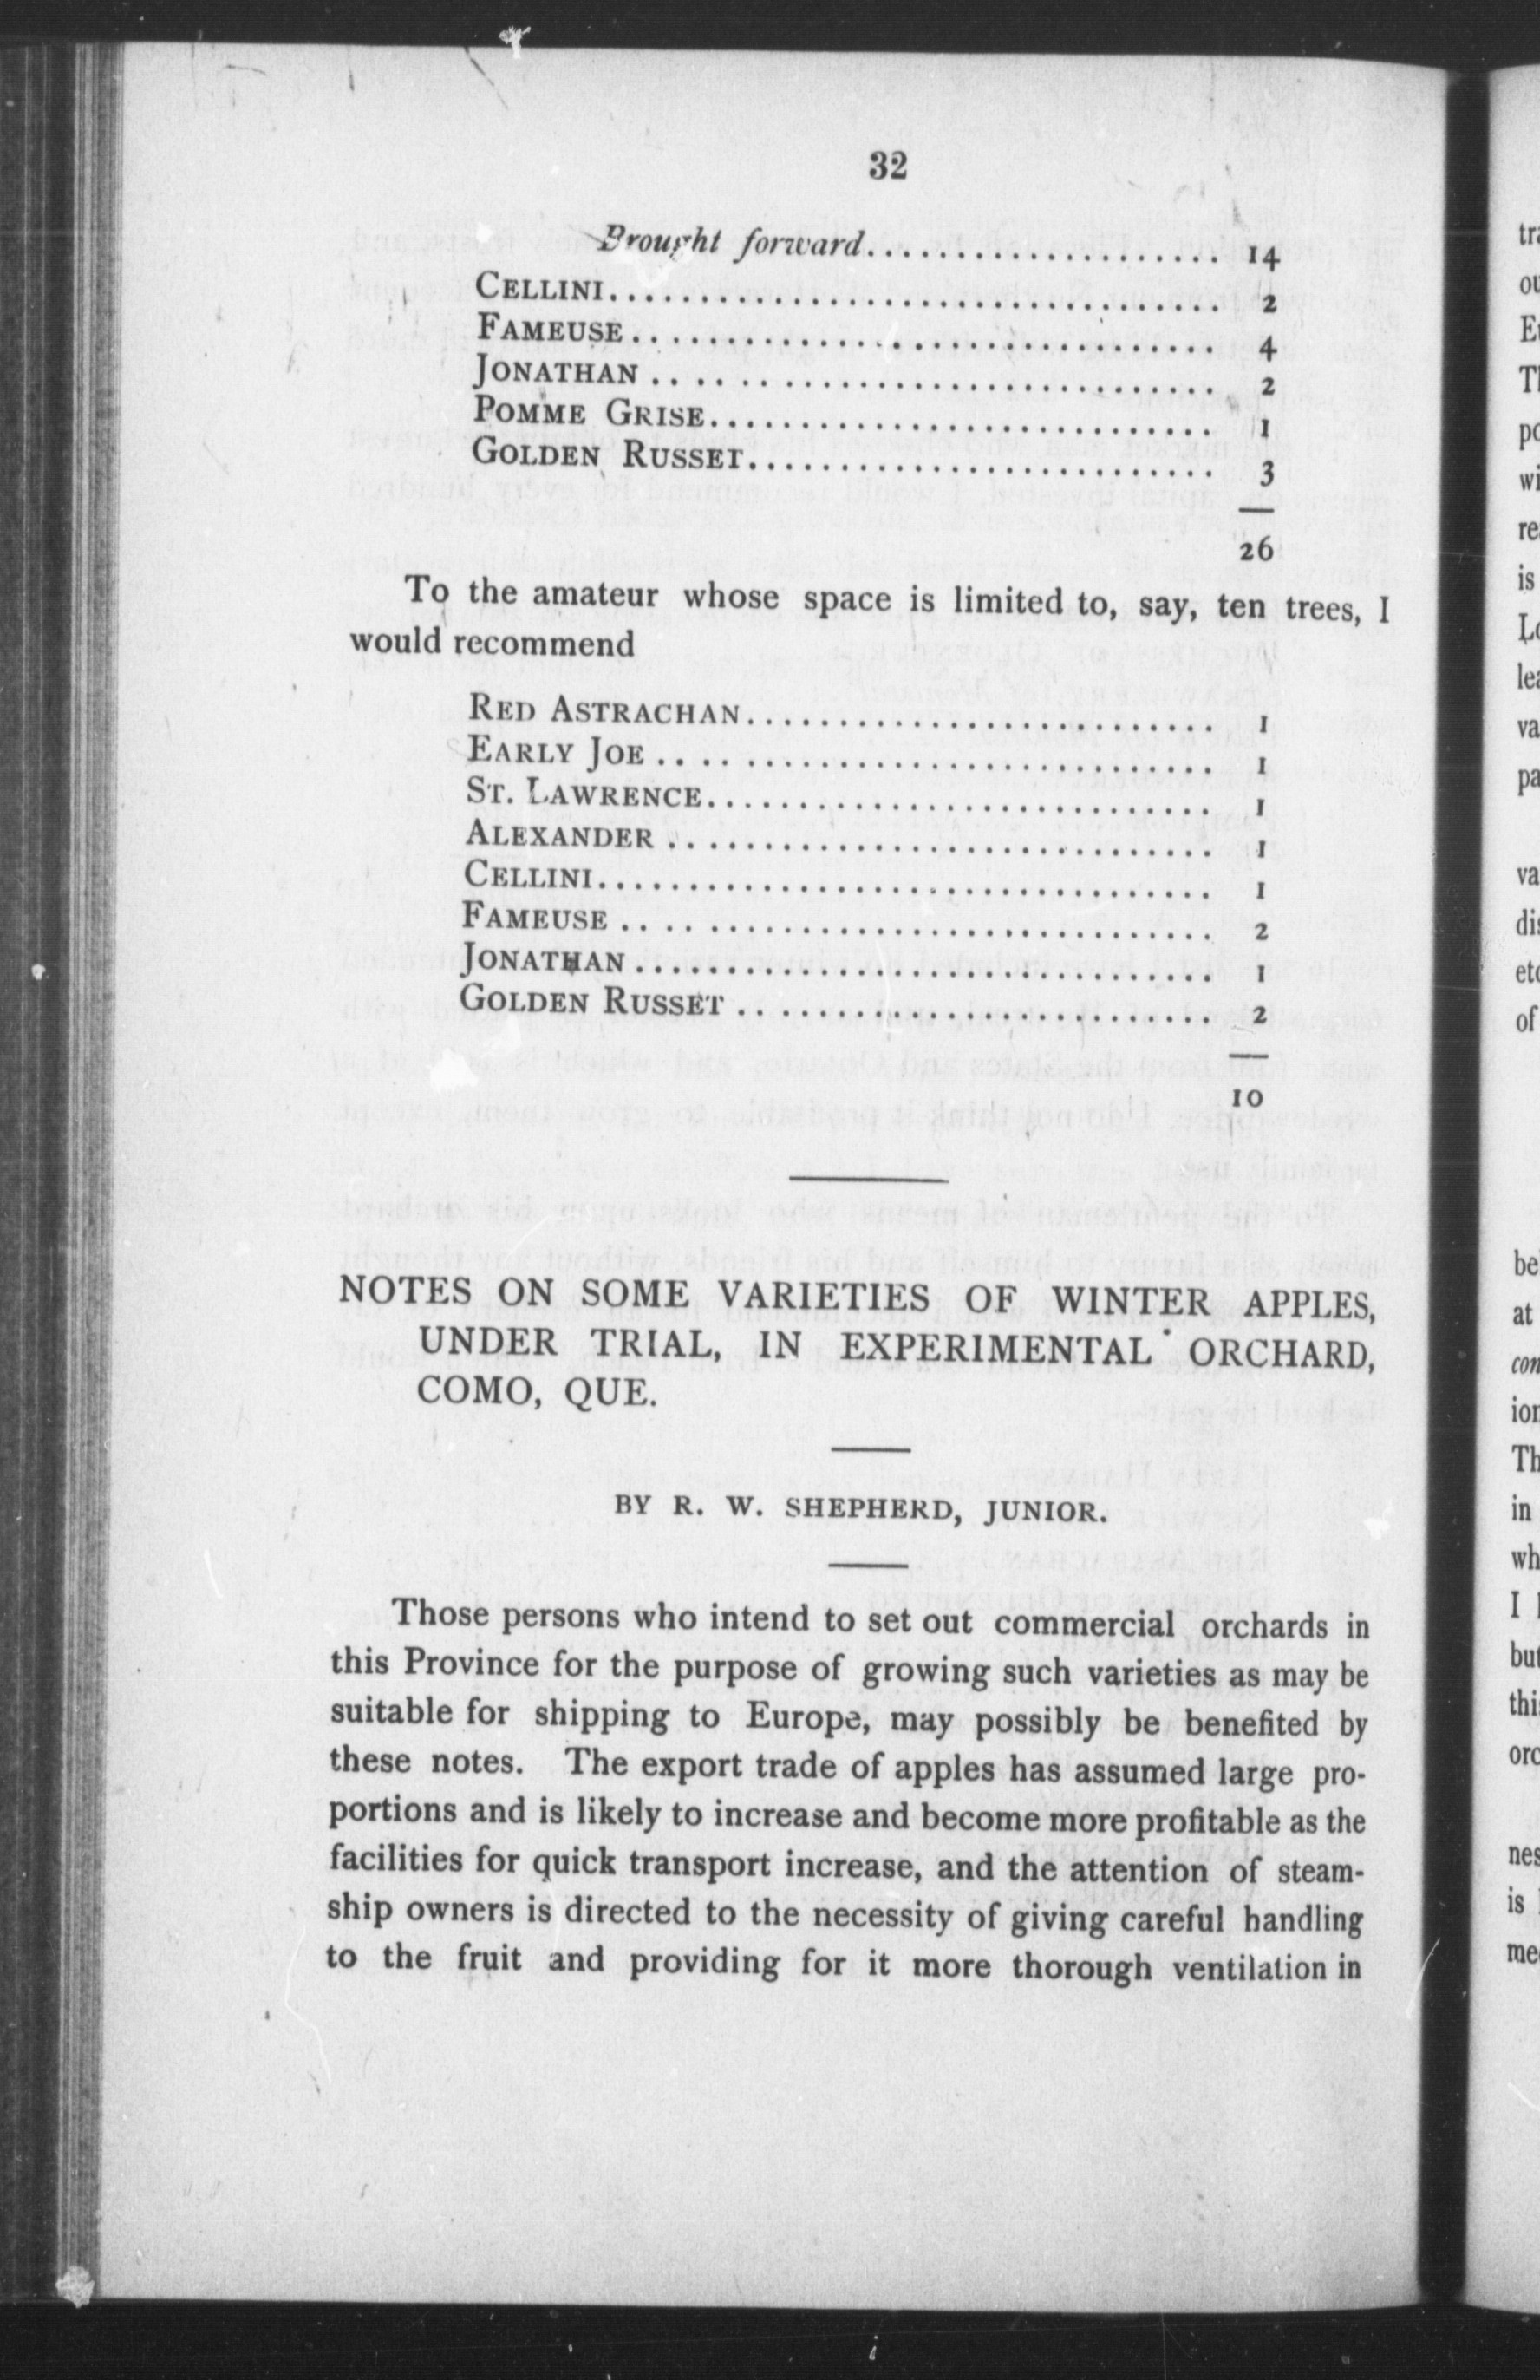 32
Brought forward..................... 14
CELLINI.................................. 2
FAMEUSE................................ 4
JONATHAN............................... 2
POMME GRISE............................ 1
GOLDEN RUSSET.......................... 3
26
To the amateur whose space is limited to, say, ten trees, I
would recommend
RED ASTRACHAN.......................... 1
EARLY JOE............................... 1
ST. LAWRENCE............................ 1
ALEXANDER.............................. 1
CELLINI.................................. 1
FAMEUSE................................ 2
JONATHAN............................... 1
GOLDEN RUSSET.......................... 2
10
NOTES ON SOME VARIETIES OF WINTER APPLES,
UNDER TRIAL, IN EXPERIMENTAL ORCHARD,
COMO, QUE.
BY R. W. SHEPHERD, JUNIOR.
Those persons who intend to set out commercial orchards in
this Province for the purpose of growing such varieties as may be
suitable for shipping to Europe, may possibly be benefited by
these notes. The export trade of apples has assumed large pro-
portions and is likely to increase and become more profitable as the
facilities for quick transport increase, and the attention of steam-
ship owners is directed to the necessity of giving careful handling
to the fruit and providing for it more thorough ventilation in